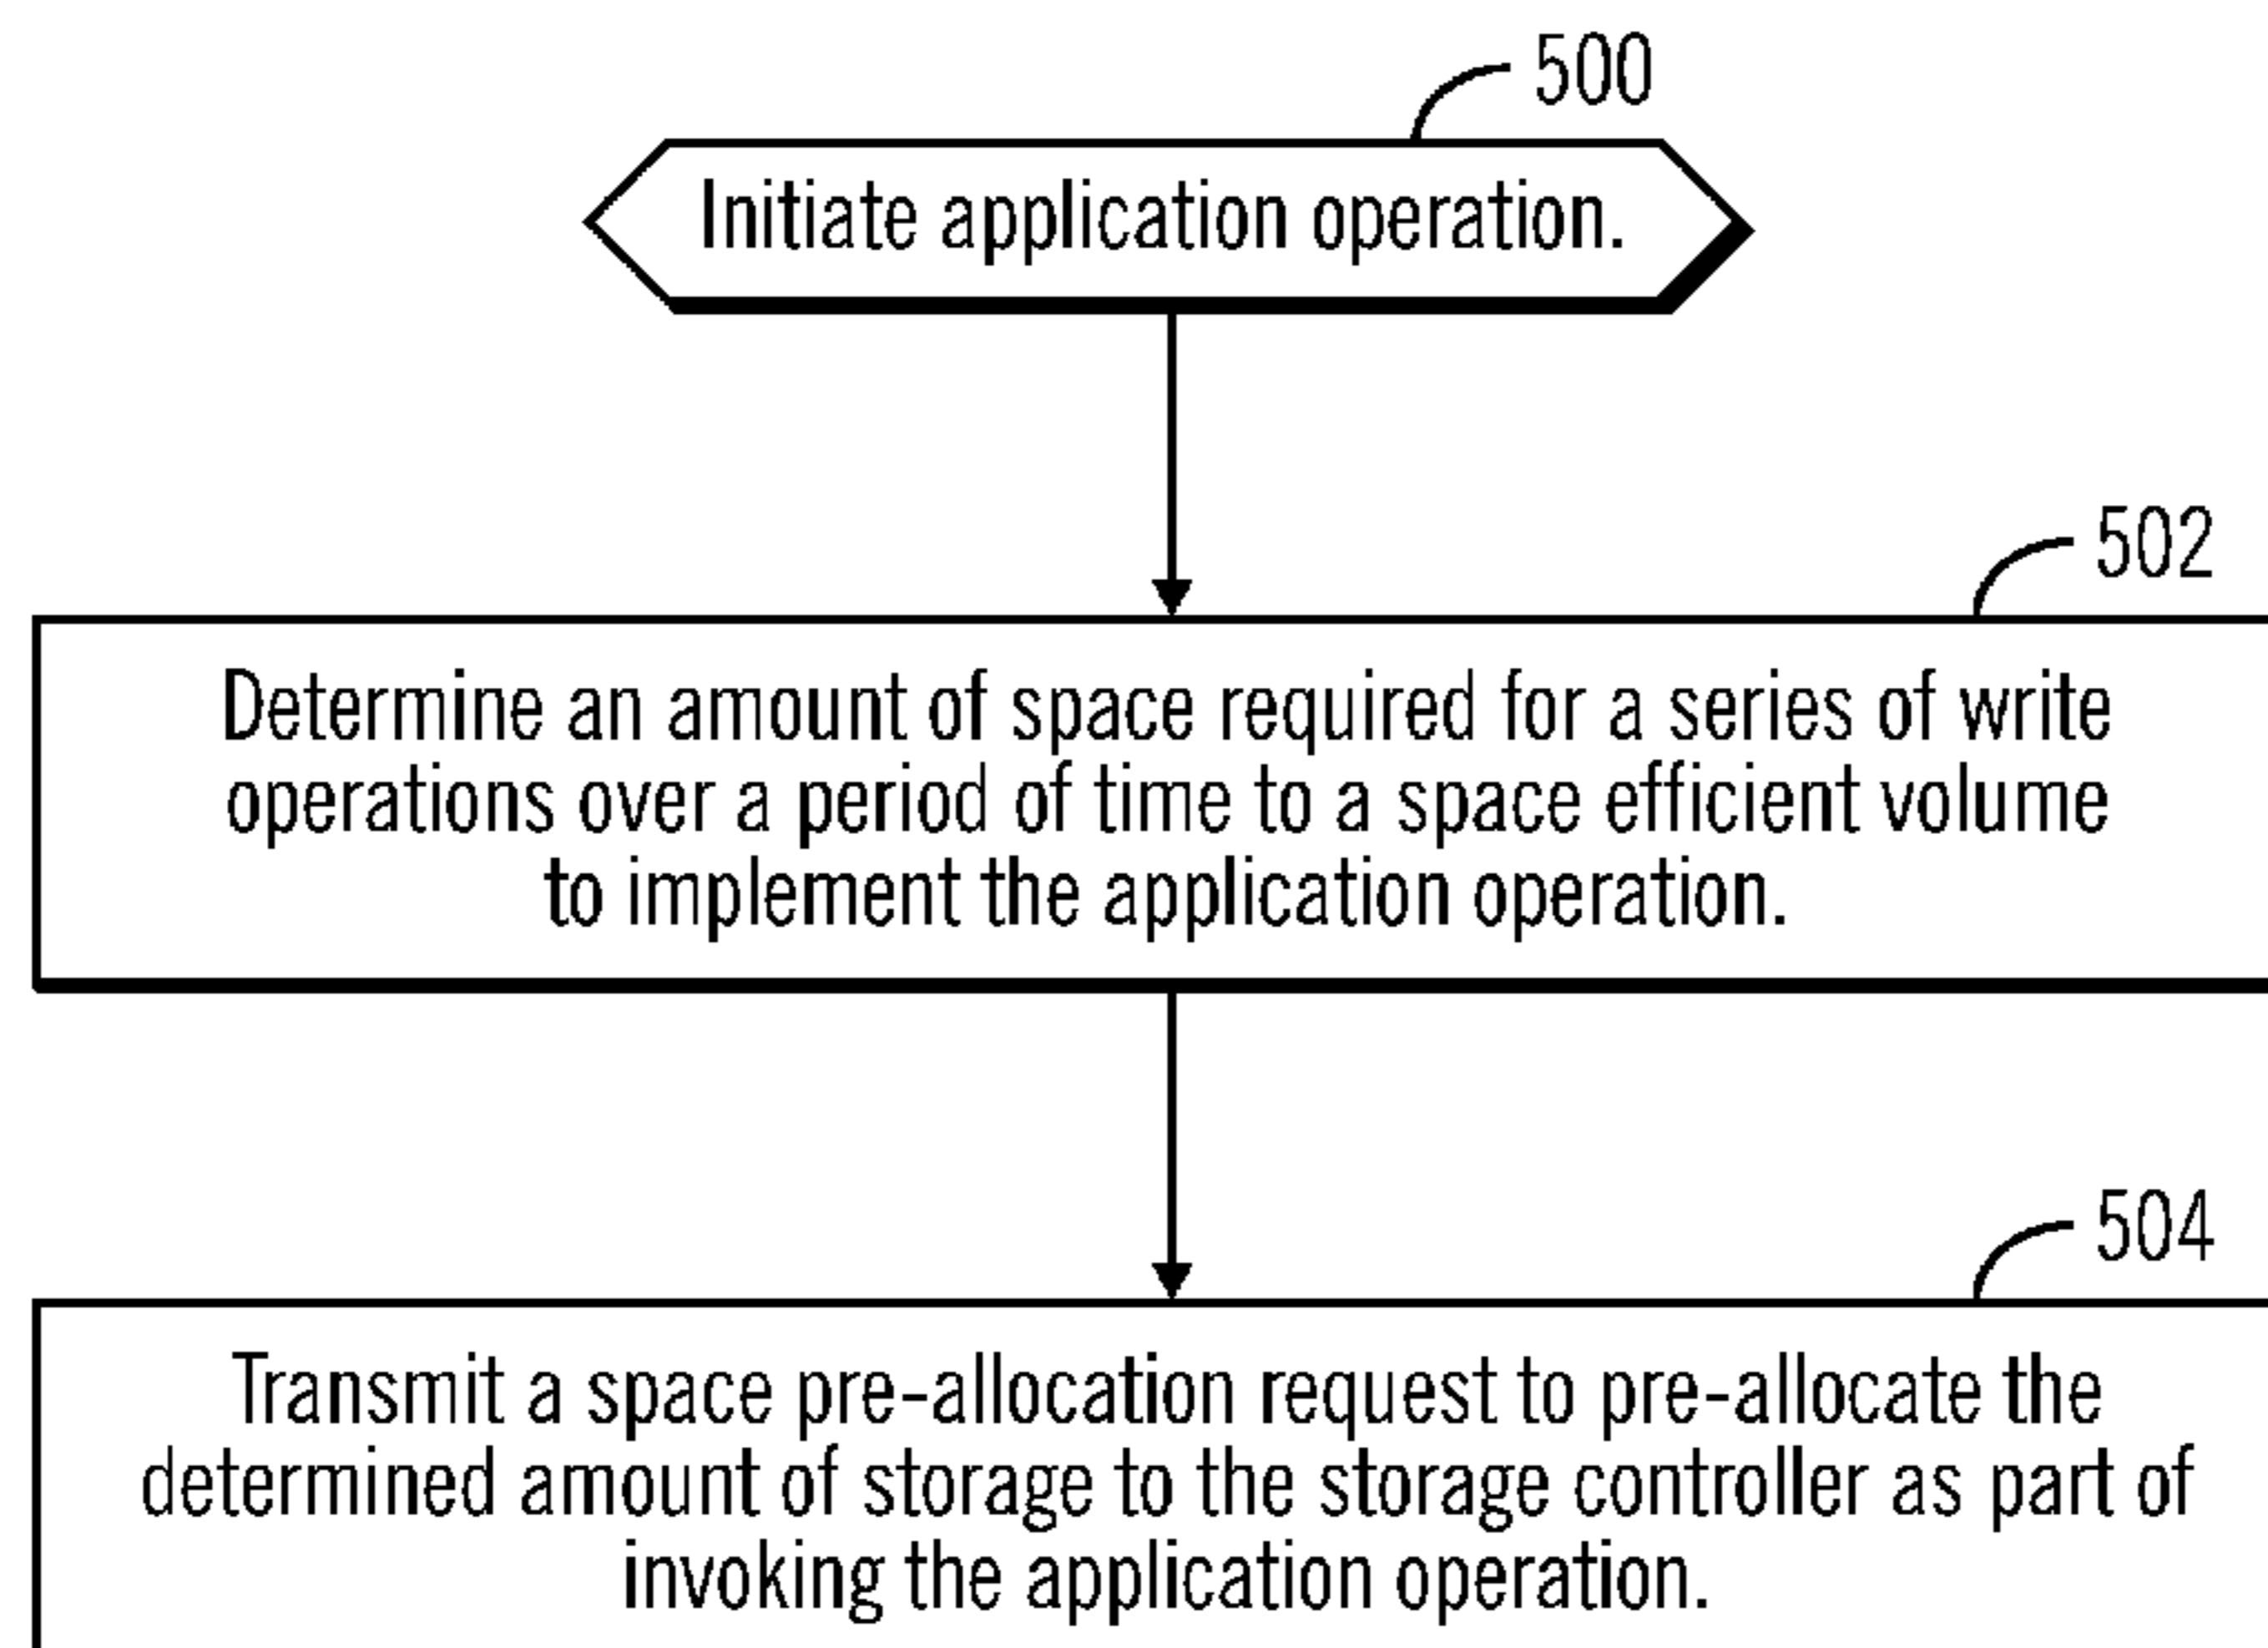 500
Initiate application operation.
502
Determine an amount of space required for a series of write
operations over a period of time to a space efficient volume
to implement the application operation.
504
Transmit a space pre-allocation request to pre-allocate the
determined amount of storage to the storage controller as part of
invoking the application operation.